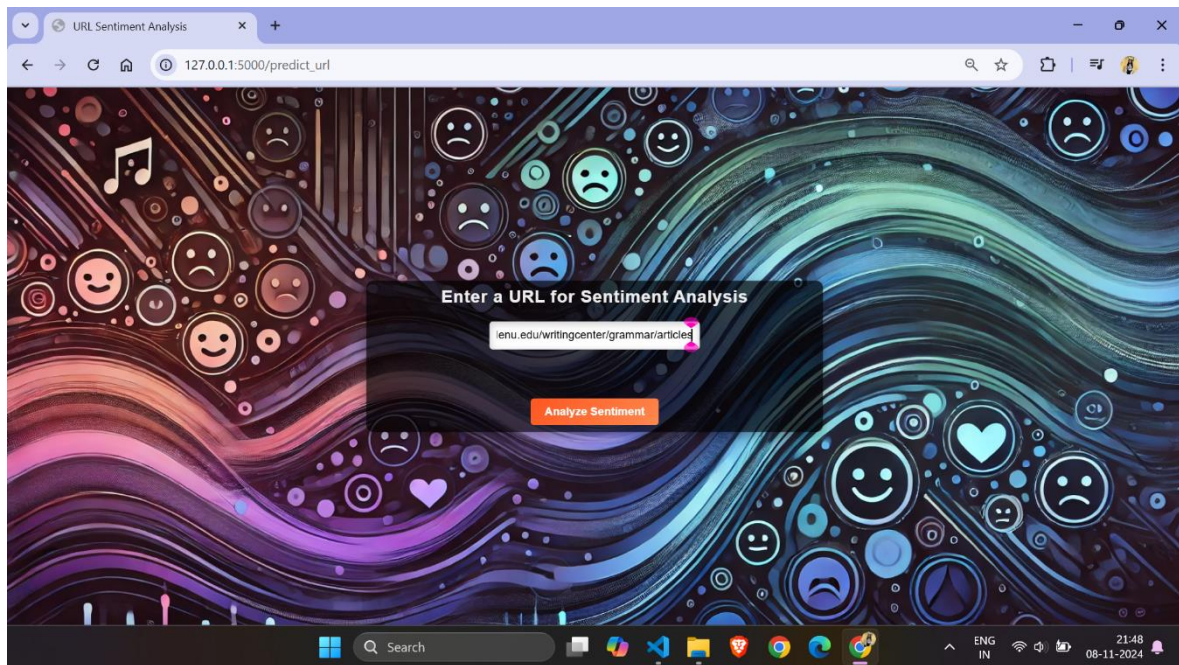 URL Sentiment Analysis
127.0.0.1:5000/predict_url
Enter a URL for Sentiment Analysis
lenu.edu/writingcenter/grammar/articles
Analyze Sentiment
Search
ENG
IN
21:48
08-11-2024